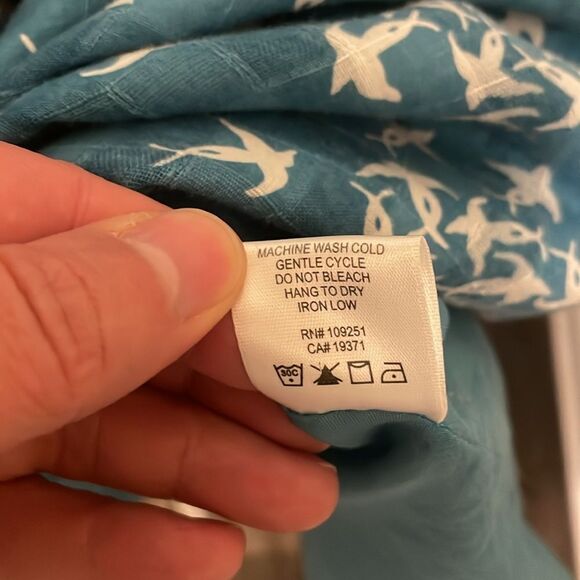 MACHINE WASH COLD
GENTLE CYCLE
DO NOT BLEACH
HANG TO DRY
IRON LOW
RN# 109251
CA# 19371
30C